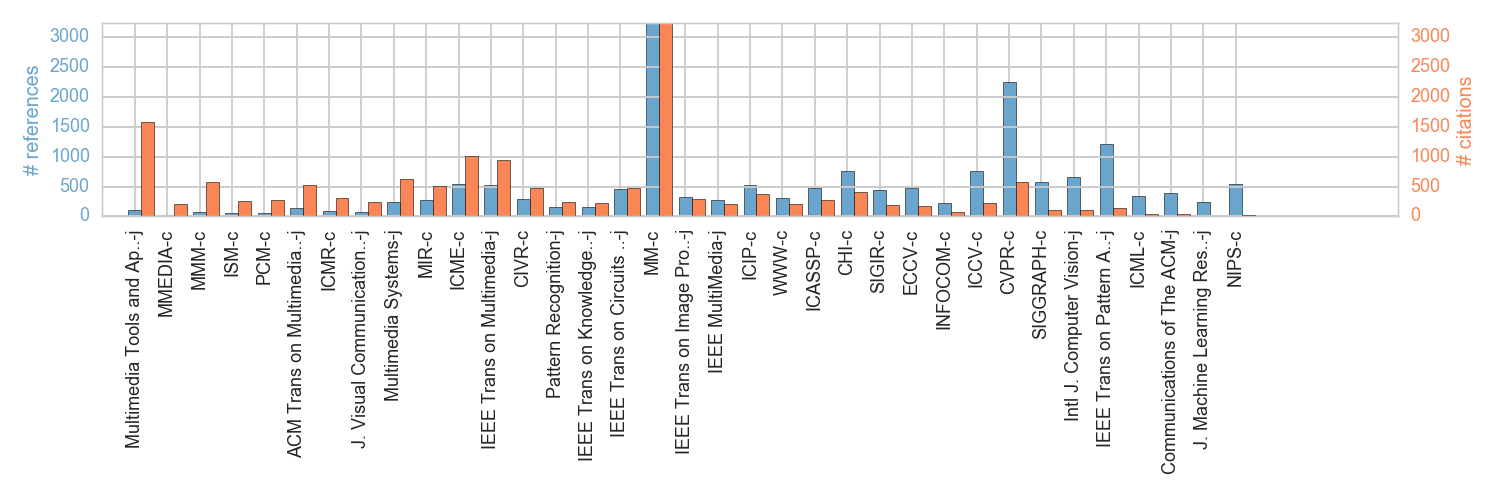 # references
3000
2500
2000
1500
1000
500
0
3000
2500
2000
1500
1000
500
0
# citations
Multimedia Tools and Ap..-j
MMEDIA-c
MMM-c
ISM-c
PCM-c
ACM Trans on Multimedia..-j
ICMR-c
J. Visual Communication..-j
Multimedia Systems-j
MIR-c
ICME-c
IEEE Trans on Multimedia-j
CIVR-c
Pattern Recognition-j
IEEE Trans on Knowledge..-j
IEEE Trans on Circuits ..-j
MM-c
IEEE Trans on Image Pro..-j
IEEE MultiMedia-j
ICIP-c
WWW-c
ICASSP-c
CHI-c
SIGIR-c
ECCV-c
INFOCOM-c
ICCV-c
CVPR-c
SIGGRAPH-c
Intl J. Computer Vision-j
IEEE Trans on Pattern A..-j
ICML-c
Communications of The ACM-j
J. Machine Learning Res..-j
NIPS-c